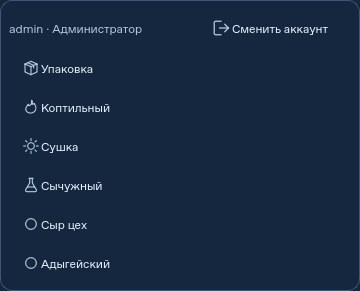 admin · Администратор Сменить аккаунт
Упаковка
Коптильный
Сушка
Сычужный
Сыр цех
Адыгейский